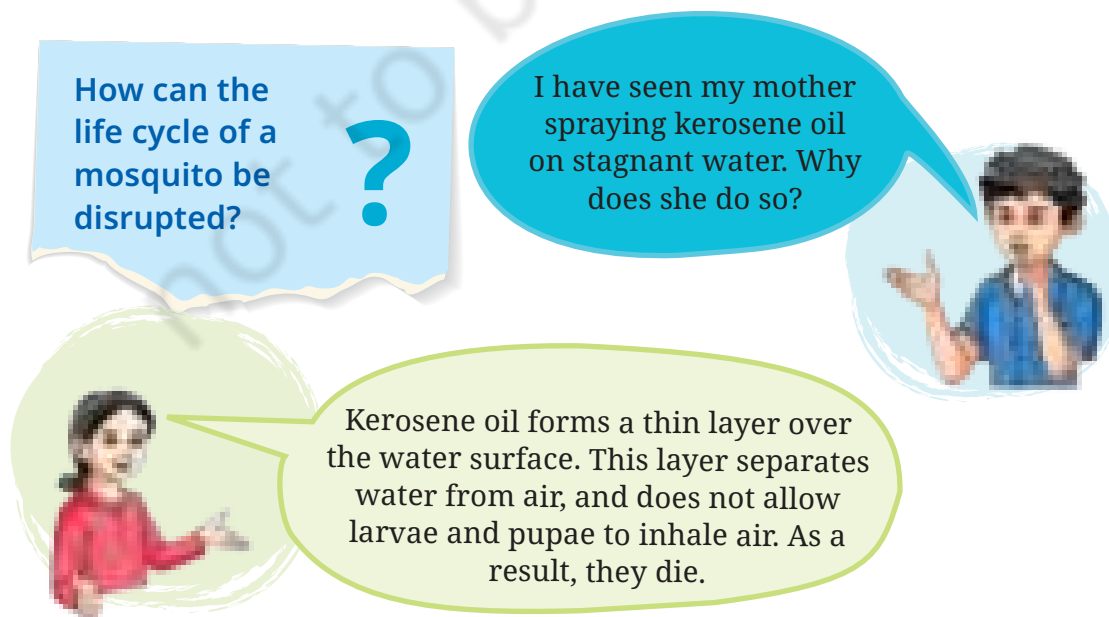 How can the
life cycle of a
mosquito be
disrupted?
?
I have seen my mother
spraying kerosene oil
on stagnant water. Why
does she do so?
Kerosene oil forms a thin layer over
the water surface. This layer separates
water from air, and does not allow
larvae and pupae to inhale air. As a
result, they die.
not to b